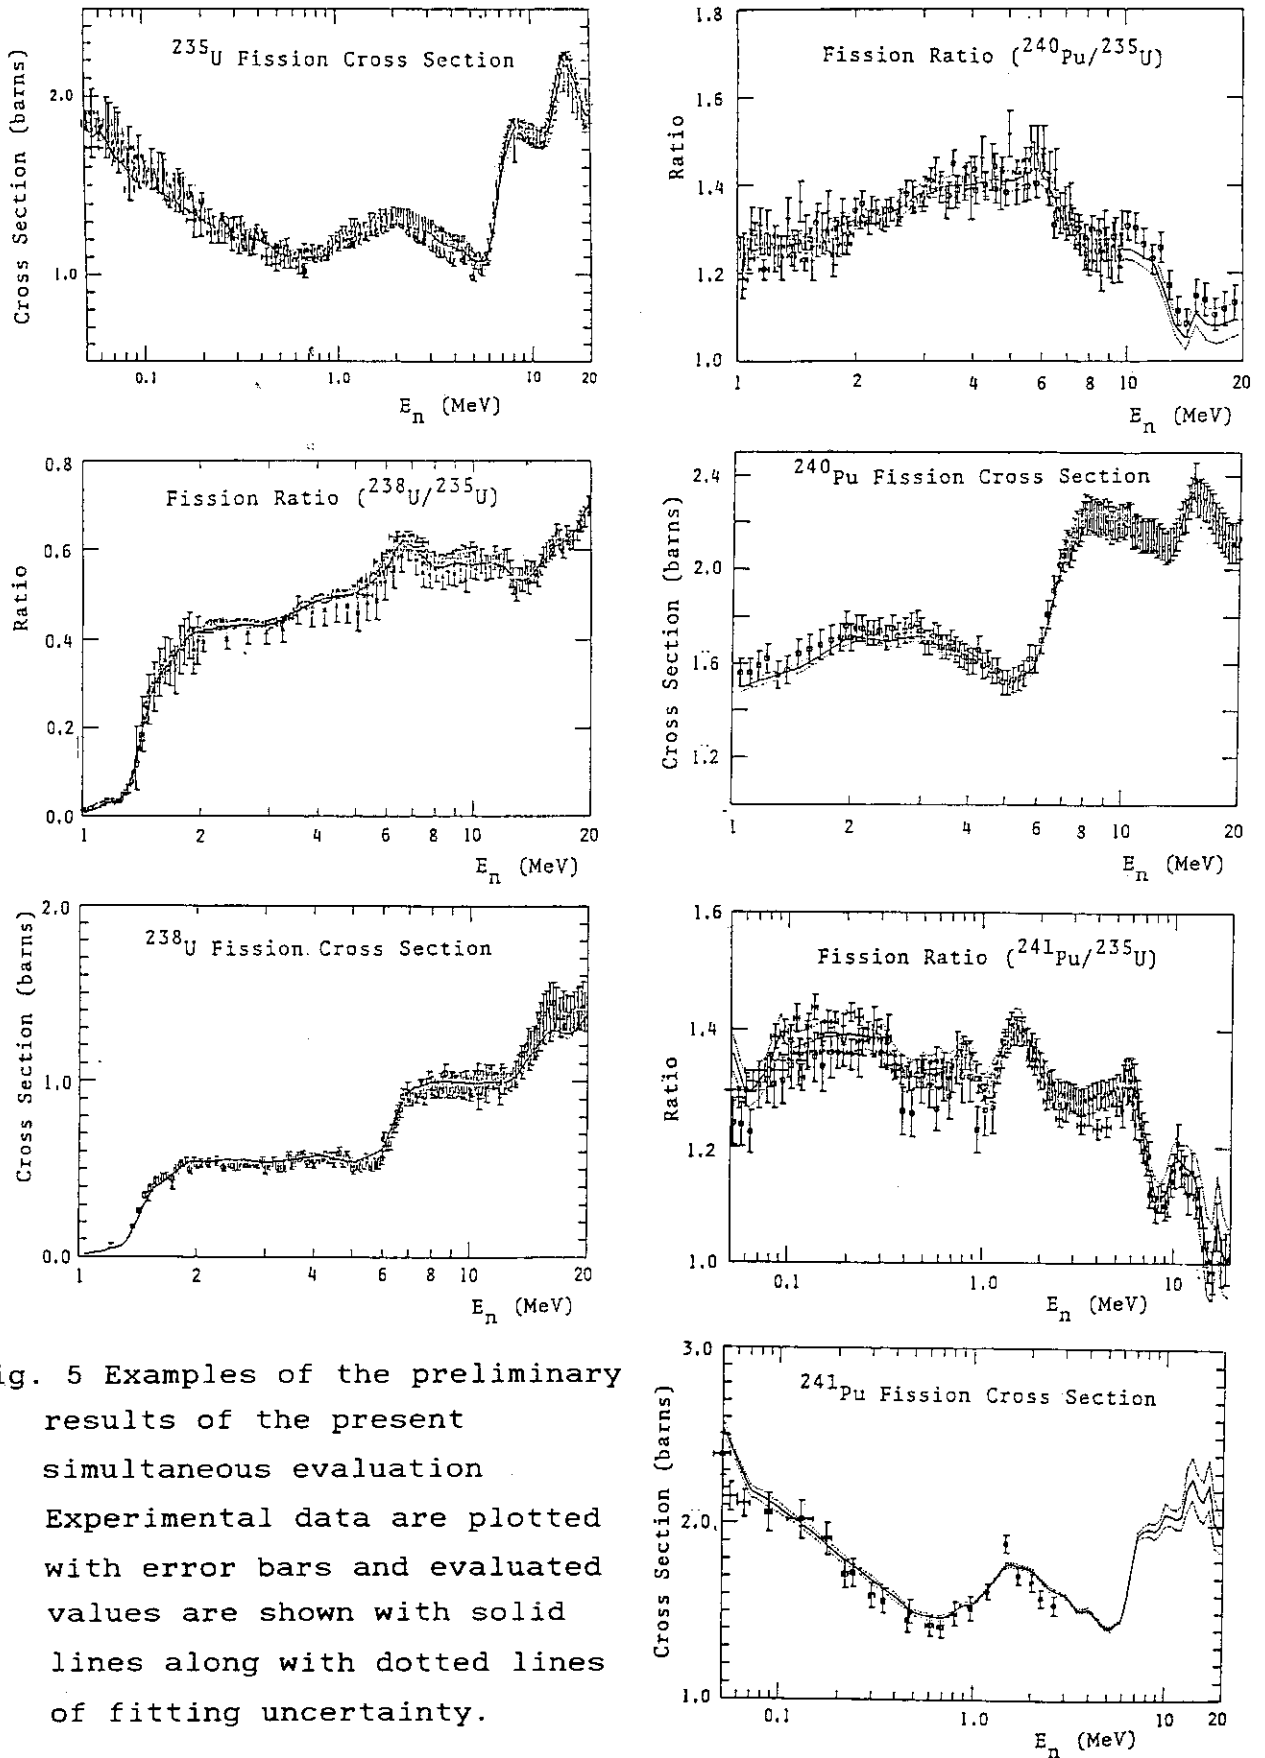 235U Fission Cross Section
Cross Section (barns)
2.0
1.0
0.1 1.0 10 20
En (MeV)
Fission Ratio (238U/235U)
Ratio
0.8
0.6
0.4
0.2
0.0
1 2 4 6 8 10 20
En (MeV)
238U Fission Cross Section
Cross Section (barns)
2.0
1.0
0.0
1 2 4 6 8 10 20
En (MeV)
ig. 5 Examples of the preliminary
results of the present
simultaneous evaluation
Experimental data are plotted
with error bars and evaluated
values are shown with solid
lines along with dotted lines
of fitting uncertainty.
Fission Ratio (240Pu/235U)
Ratio
1.8
1.6
1.4
1.2
1.0
1 2 4 6 8 10 20
En (MeV)
240Pu Fission Cross Section
Cross Section (barns)
2.4
2.0
1.6
1.2
1 2 4 6 8 10 20
En (MeV)
Fission Ratio (241Pu/235U)
Ratio
1.6
1.4
1.2
1.0
0.1 1.0 10
En (MeV)
241Pu Fission Cross Section
Cross Section (barns)
3.0
2.0
1.0
0.1 1.0 10 20
En (MeV)